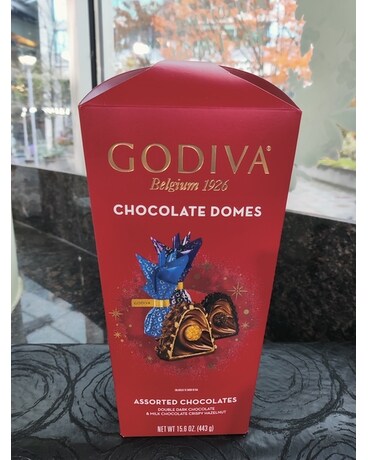 GODIVA®
Belgium 1926
CHOCOLATE DOMES
GODIVA
ASSORTED CHOCOLATES
DOUBLE DARK CHOCOLATE
& MILK CHOCOLATE CRISPY HAZELNUT
NET WT 15.6 OZ. (443 g)